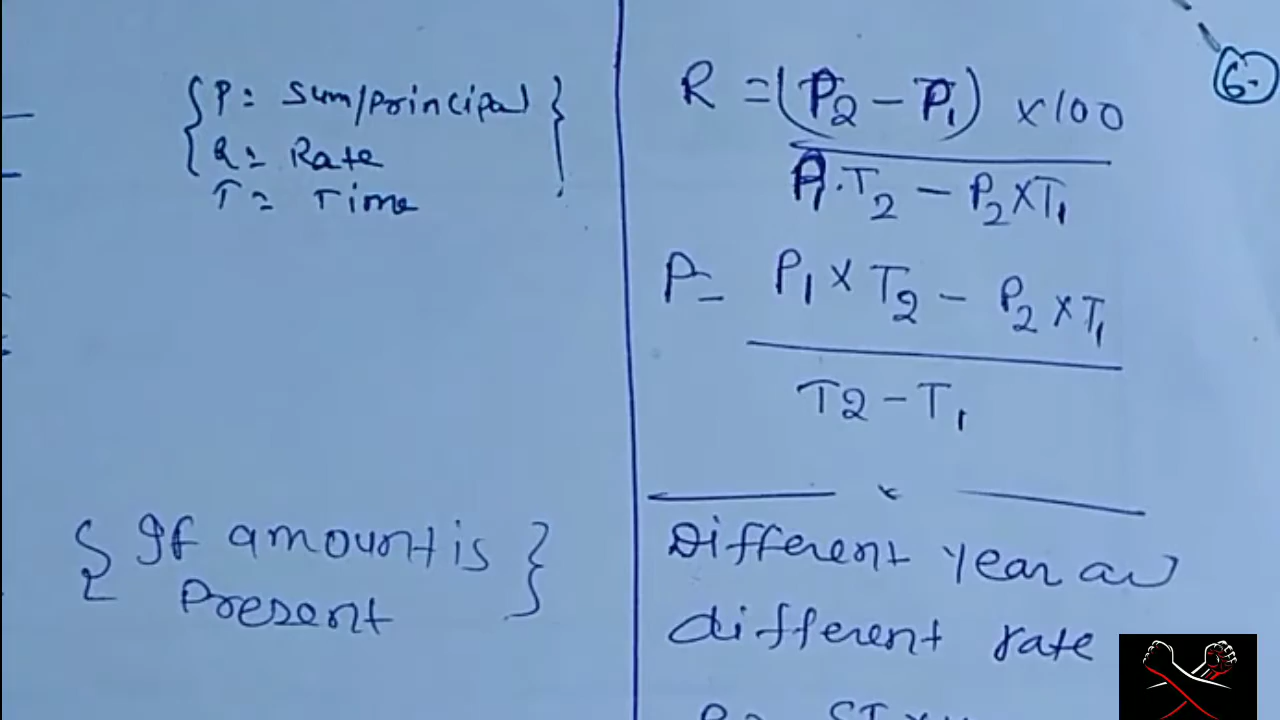 { P = Sum/principal }
R = Rate
T = Time
{ If amount is
Present }
6.
R = (P2 - P1) × 100
P1.T2 - P2×T1
P = P1 × T2 - P2 × T1
T2 - T1
x
Different Year
different rate